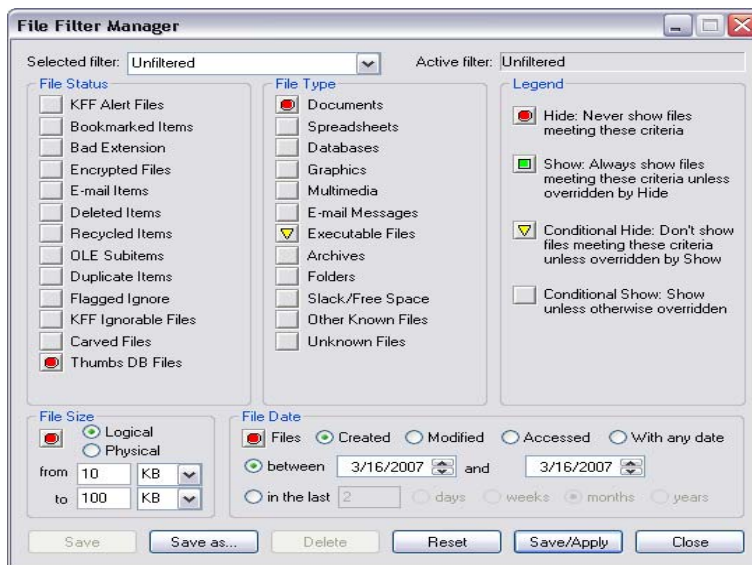 File Filter Manager
Selected filter: Unfiltered
Active filter: Unfiltered
File Status
KFF Alert Files
Bookmarked Items
Bad Extension
Encrypted Files
E-mail Items
Deleted Items
Recycled Items
OLE Subitems
Duplicate Items
Flagged Ignore
KFF Ignorable Files
Carved Files
Thumbs DB Files
File Type
Documents
Spreadsheets
Databases
Graphics
Multimedia
E-mail Messages
Executable Files
Archives
Folders
Slack/Free Space
Other Known Files
Unknown Files
Legend
Hide: Never show files
meeting these criteria
Show: Always show files
meeting these criteria unless
overridden by Hide
Conditional Hide: Don't show
files meeting these criteria
unless overridden by Show
Conditional Show: Show
unless otherwise overridden
File Size
Logical
Physical
from 10 KB
to 100 KB
File Date
Files Created Modified Accessed With any date
between 3/16/2007 and 3/16/2007
in the last 2 days weeks months years
Save Save as... Delete Reset Save/Apply Close